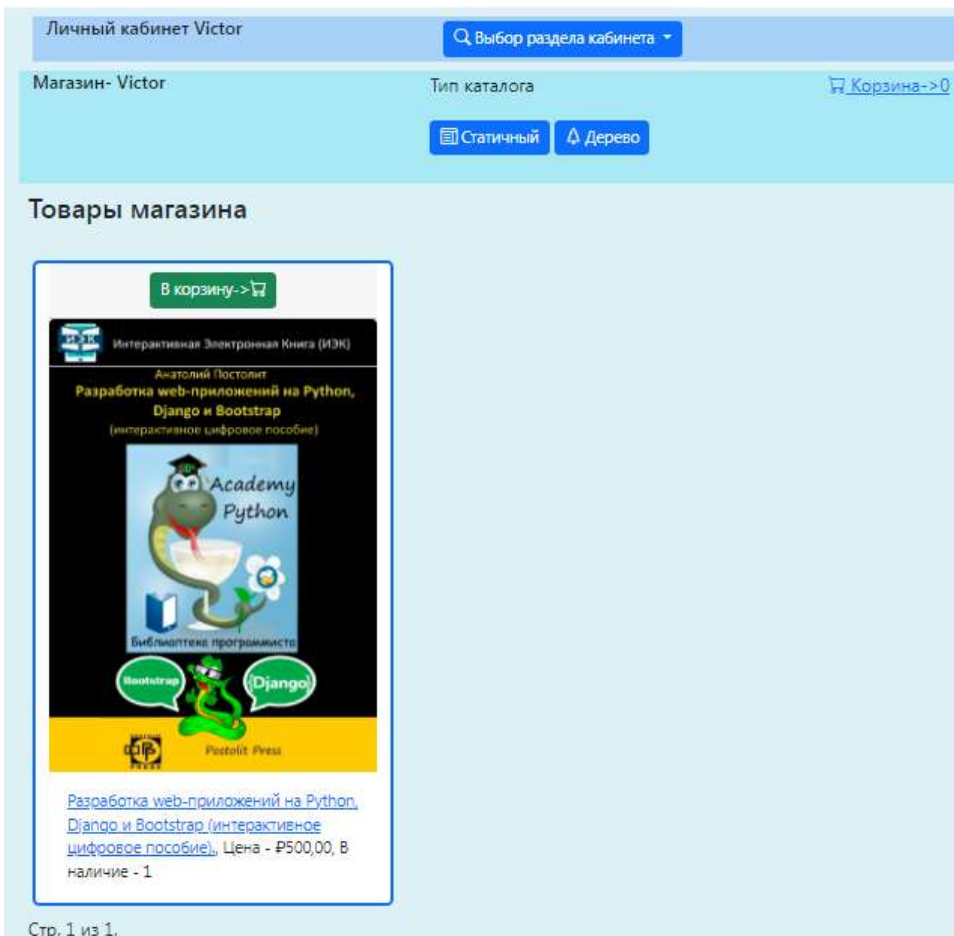 Личный кабинет Victor
Выбор раздела кабинета
Магазин- Victor
Тип каталога
Корзина->0
Статичный
Дерево
Товары магазина
В корзину->
ИЭК
Интерактивная Электронная Книга (ИЭК)
Анатолий Постолит
Разработка web-приложений на Python,
Django и Bootstrap
(интерактивное цифровое пособие)
Academy
Python
Библиотека программиста
Bootstrap
{Django}
Postolit Press
Разработка web-приложений на Python,
Django и Bootstrap (интерактивное
цифровое пособие)., Цена - ₽500,00, В
наличие - 1
Стр. 1 из 1.